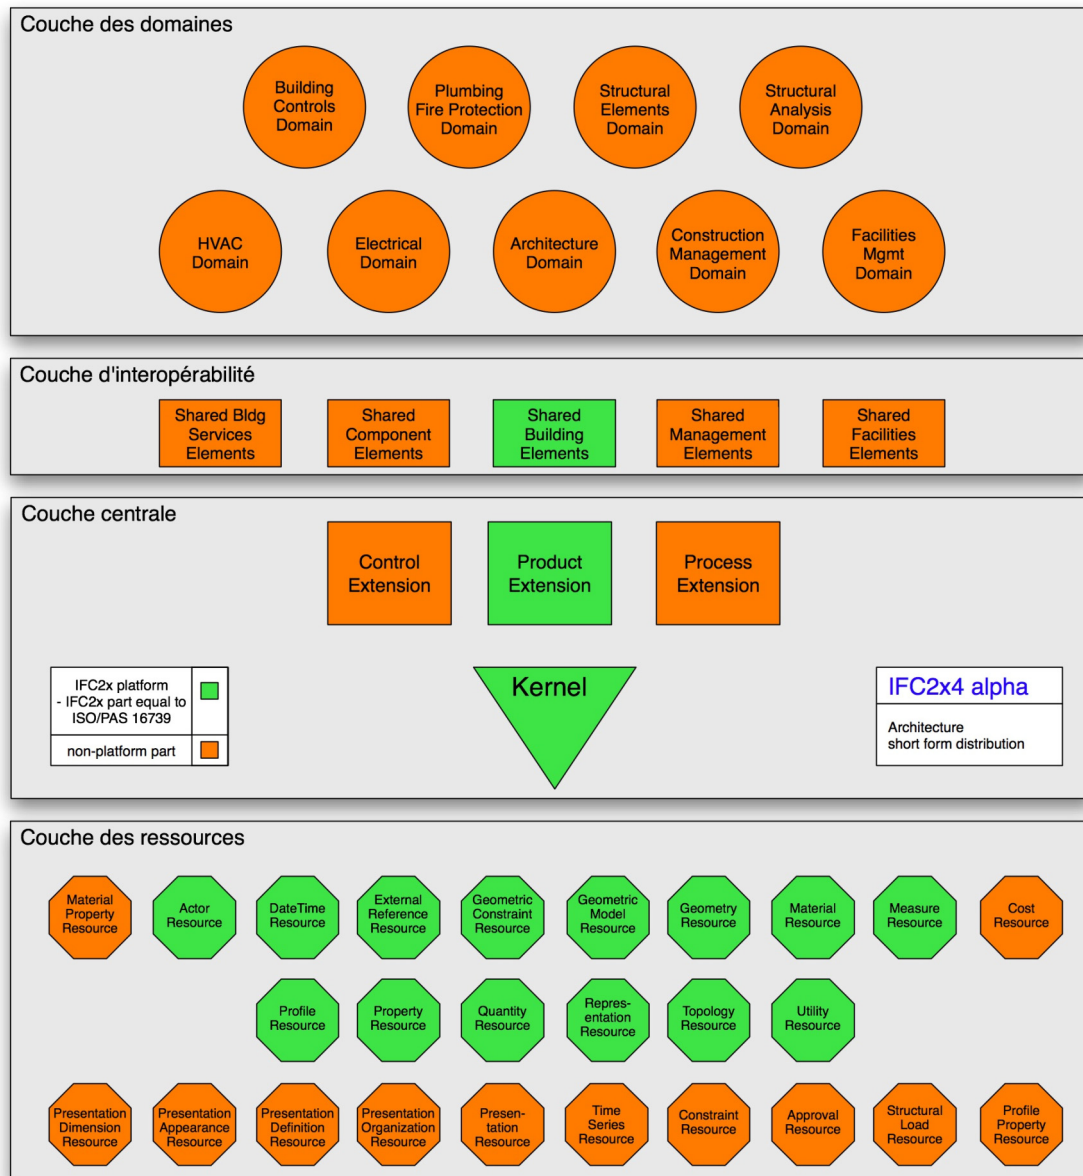 Couche des domaines
Building
Controls
Domain
Plumbing
Fire Protection
Domain
Structural
Elements
Domain
Structural
Analysis
Domain
HVAC
Domain
Electrical
Domain
Architecture
Domain
Construction
Management
Domain
Facilities
Mgmt
Domain
Couche d'interopérabilité
Shared Bldg
Services
Elements
Shared
Component
Elements
Shared
Building
Elements
Shared
Management
Elements
Shared
Facilities
Elements
Couche centrale
Control
Extension
Product
Extension
Process
Extension
IFC2x platform
- IFC2x part equal to
ISO/PAS 16739
non-platform part
Kernel
IFC2x4 alpha
Architecture
short form distribution
Couche des ressources
Material
Property
Resource
Actor
Resource
DateTime
Resource
External
Reference
Resource
Geometric
Constraint
Resource
Geometric
Model
Resource
Geometry
Resource
Material
Resource
Measure
Resource
Cost
Resource
Profile
Resource
Property
Resource
Quantity
Resource
Repres-
entation
Resource
Topology
Resource
Utility
Resource
Presentation
Dimension
Resource
Presentation
Appearance
Resource
Presentation
Definition
Resource
Presentation
Organization
Resource
Presen-
tation
Resource
Time
Series
Resource
Constraint
Resource
Approval
Resource
Structural
Load
Resource
Profile
Property
Resource